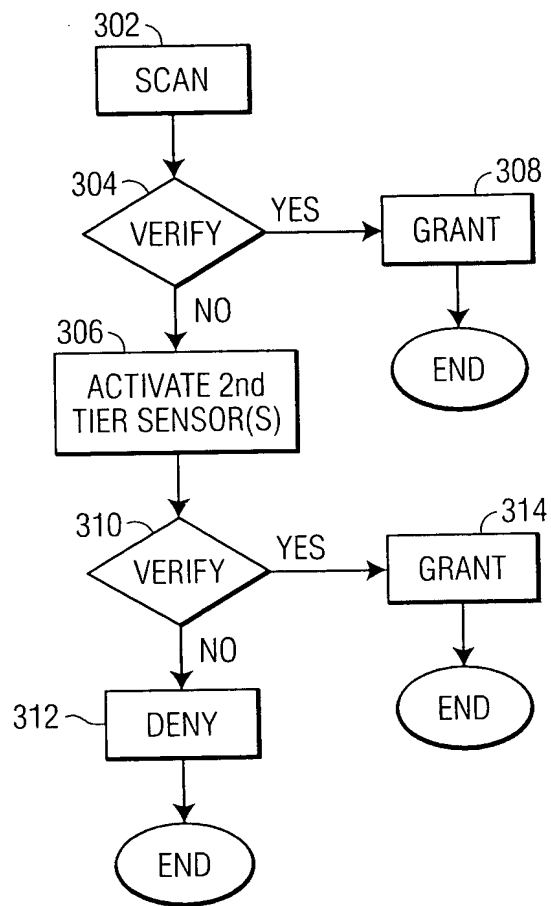 302
SCAN
304
VERIFY
YES
308
GRANT
END
NO
306
ACTIVATE 2nd
TIER SENSOR(S)
310
VERIFY
YES
314
GRANT
END
NO
312
DENY
END